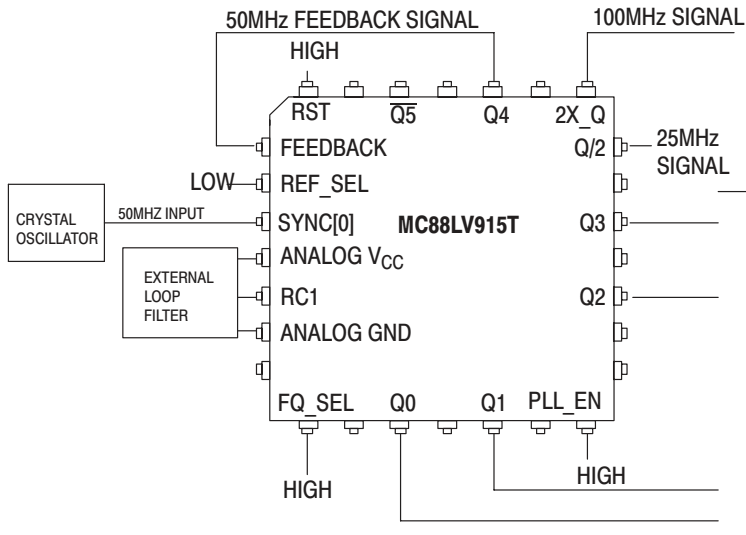 50MHz FEEDBACK SIGNAL
100MHz SIGNAL
HIGH
RST
Q5
Q4
2X_Q
FEEDBACK
Q/2
25MHz
SIGNAL
LOW
REF_SEL
CRYSTAL
OSCILLATOR
50MHZ INPUT
SYNC[0]
MC88LV915T
Q3
ANALOG VCC
EXTERNAL
LOOP
FILTER
RC1
Q2
ANALOG GND
FQ_SEL
Q0
Q1
PLL_EN
HIGH
HIGH